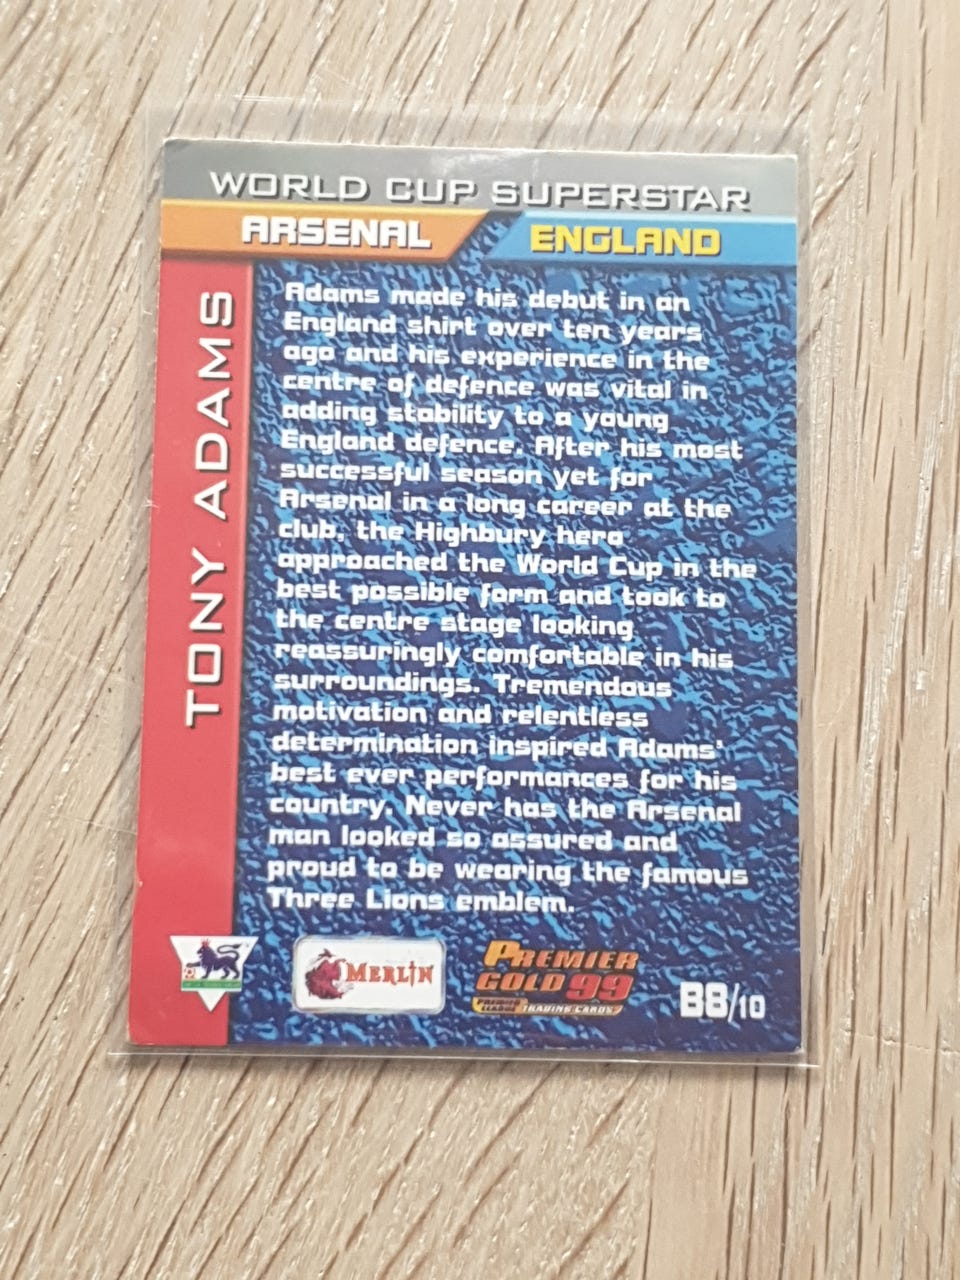 WORLD CUP SUPERSTAR
ARSENAL
ENGLAND
TONY ADAMS
Adams made his debut in an
England shirt over ten years
ago and his experience in the
centre of defence was vital in
adding stability to a young
England defence. After his most
successful season yet for
Arsenal in a long career at the
club, the Highbury hero
approached the World Cup in the
best possible form and took to
the centre stage looking
reassuringly comfortable in his
surroundings. Tremendous
motivation and relentless
determination inspired Adams'
best ever performances for his
country. Never has the Arsenal
man looked so assured and
proud to be wearing the famous
Three Lions emblem.
MERLIN
PREMIER
GOLD 99
PREMIER
LEAGUE TRADING CARDS
B8/10